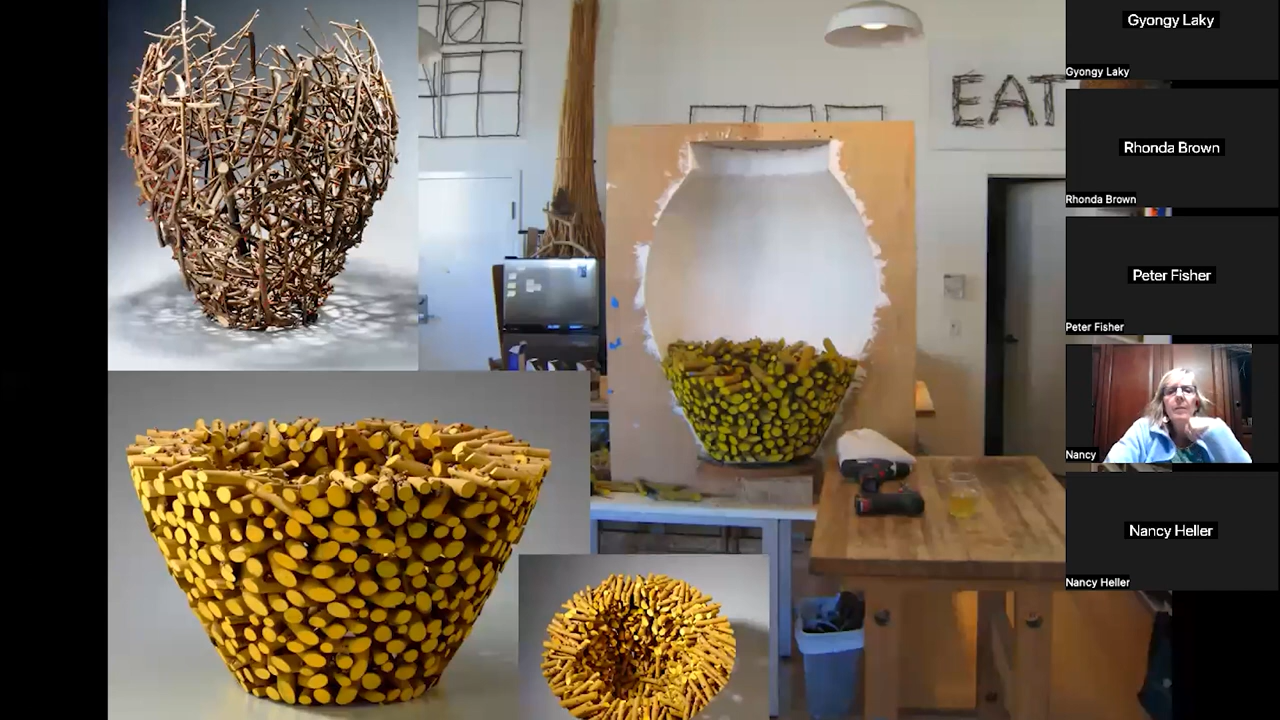 EAT
Gyongy Laky
Gyongy Laky
Rhonda Brown
Rhonda Brown
Peter Fisher
Peter Fisher
Nancy
Nancy Heller
Nancy Heller